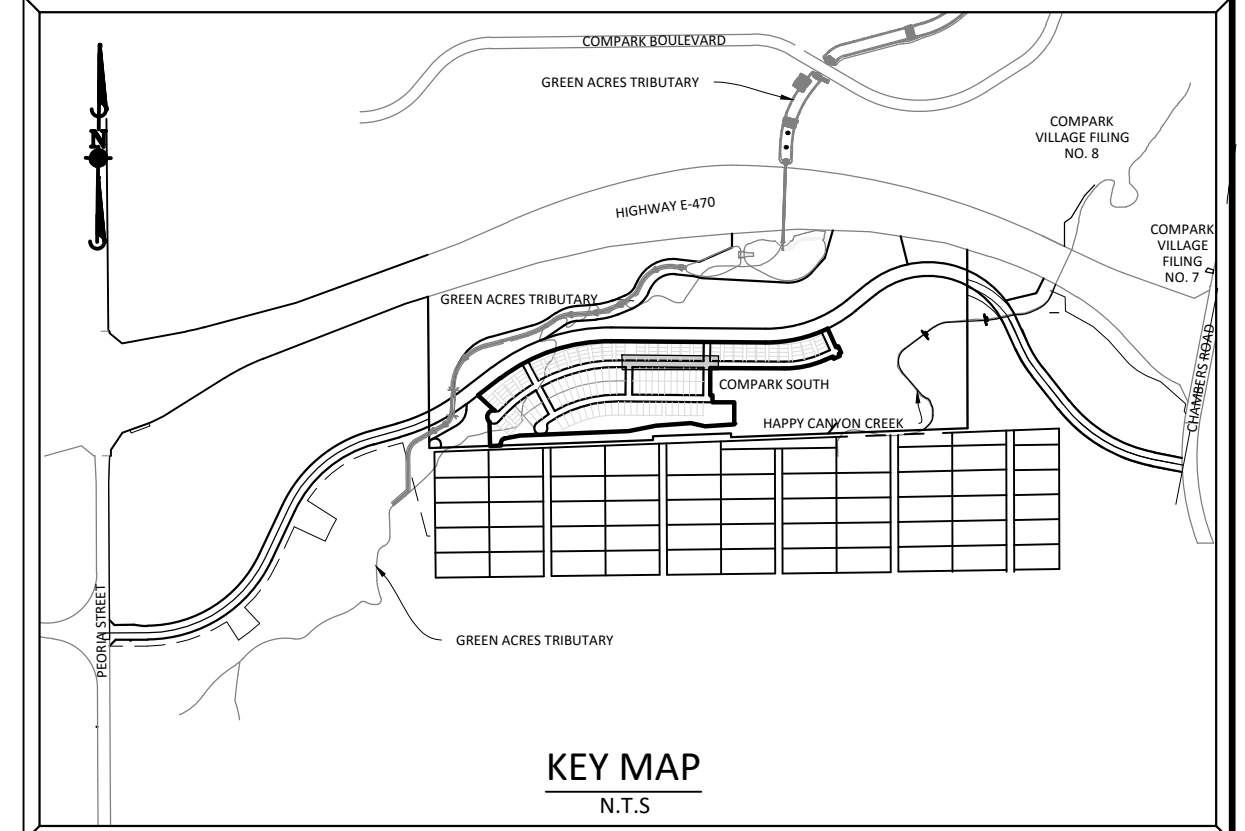 COMPARK BOULEVARD
GREEN ACRES TRIBUTARY
COMPARK
VILLAGE FILING
NO. 8
N
HIGHWAY E-470
COMPARK
VILLAGE
FILING
NO. 7
GREEN ACRES TRIBUTARY
CHAMBERS ROAD
COMPARK SOUTH
HAPPY CANYON CREEK
PEORIA STREET
GREEN ACRES TRIBUTARY
KEY MAP
N.T.S